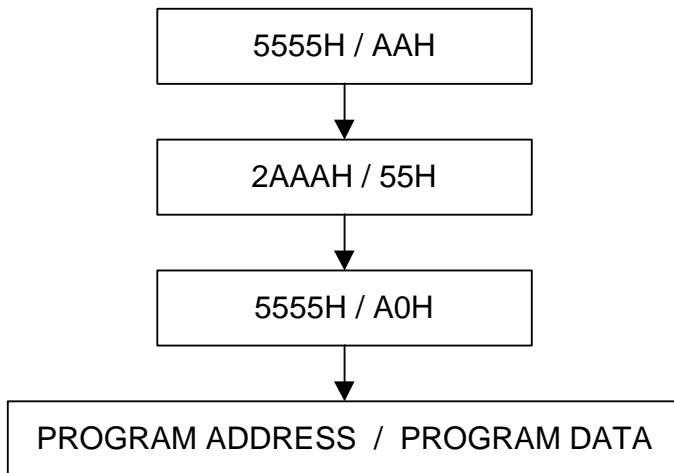 5555H / AAH
2AAAH / 55H
5555H / A0H
PROGRAM ADDRESS / PROGRAM DATA